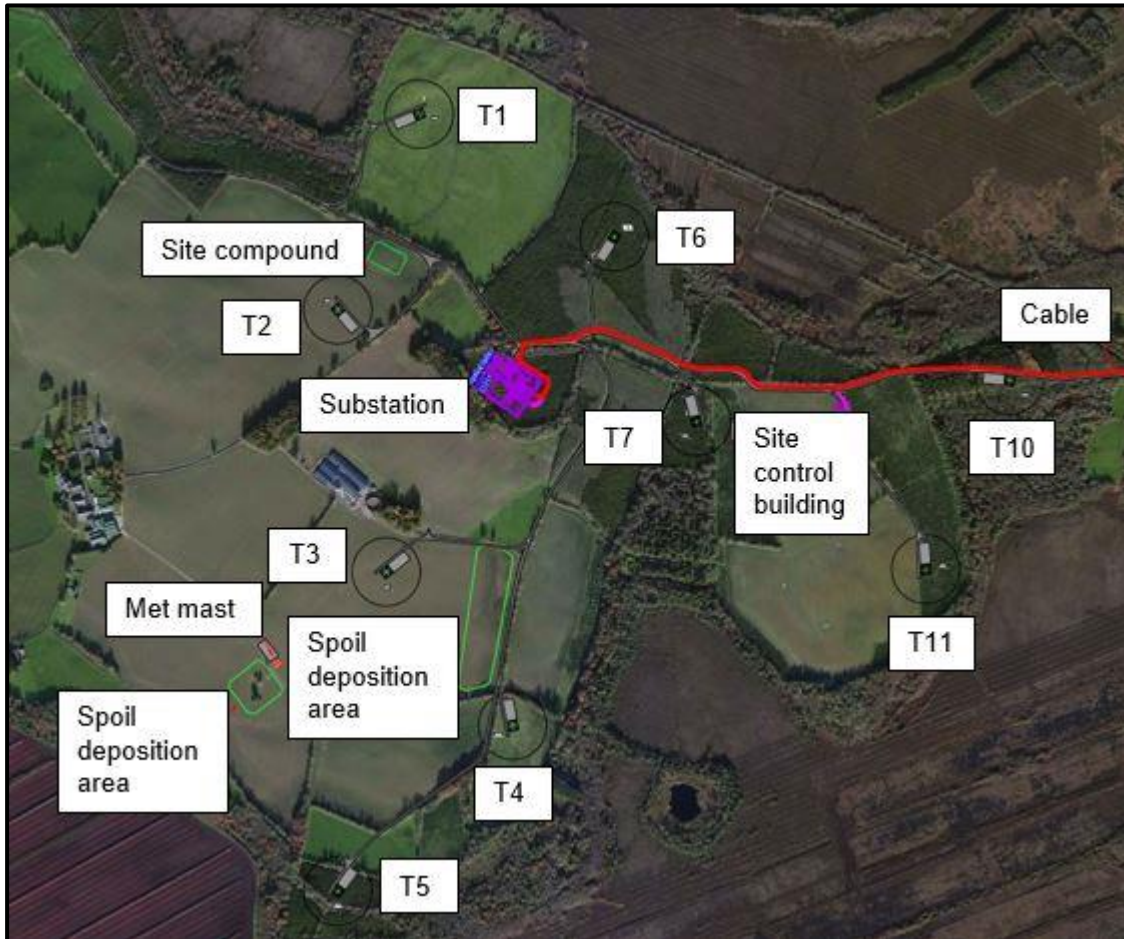 T1
T6
Site compound
T2
Cable
Substation
T7
Site
control
building
T10
T3
Met mast
Spoil
deposition
area
T11
Spoil
deposition
area
T4
T5